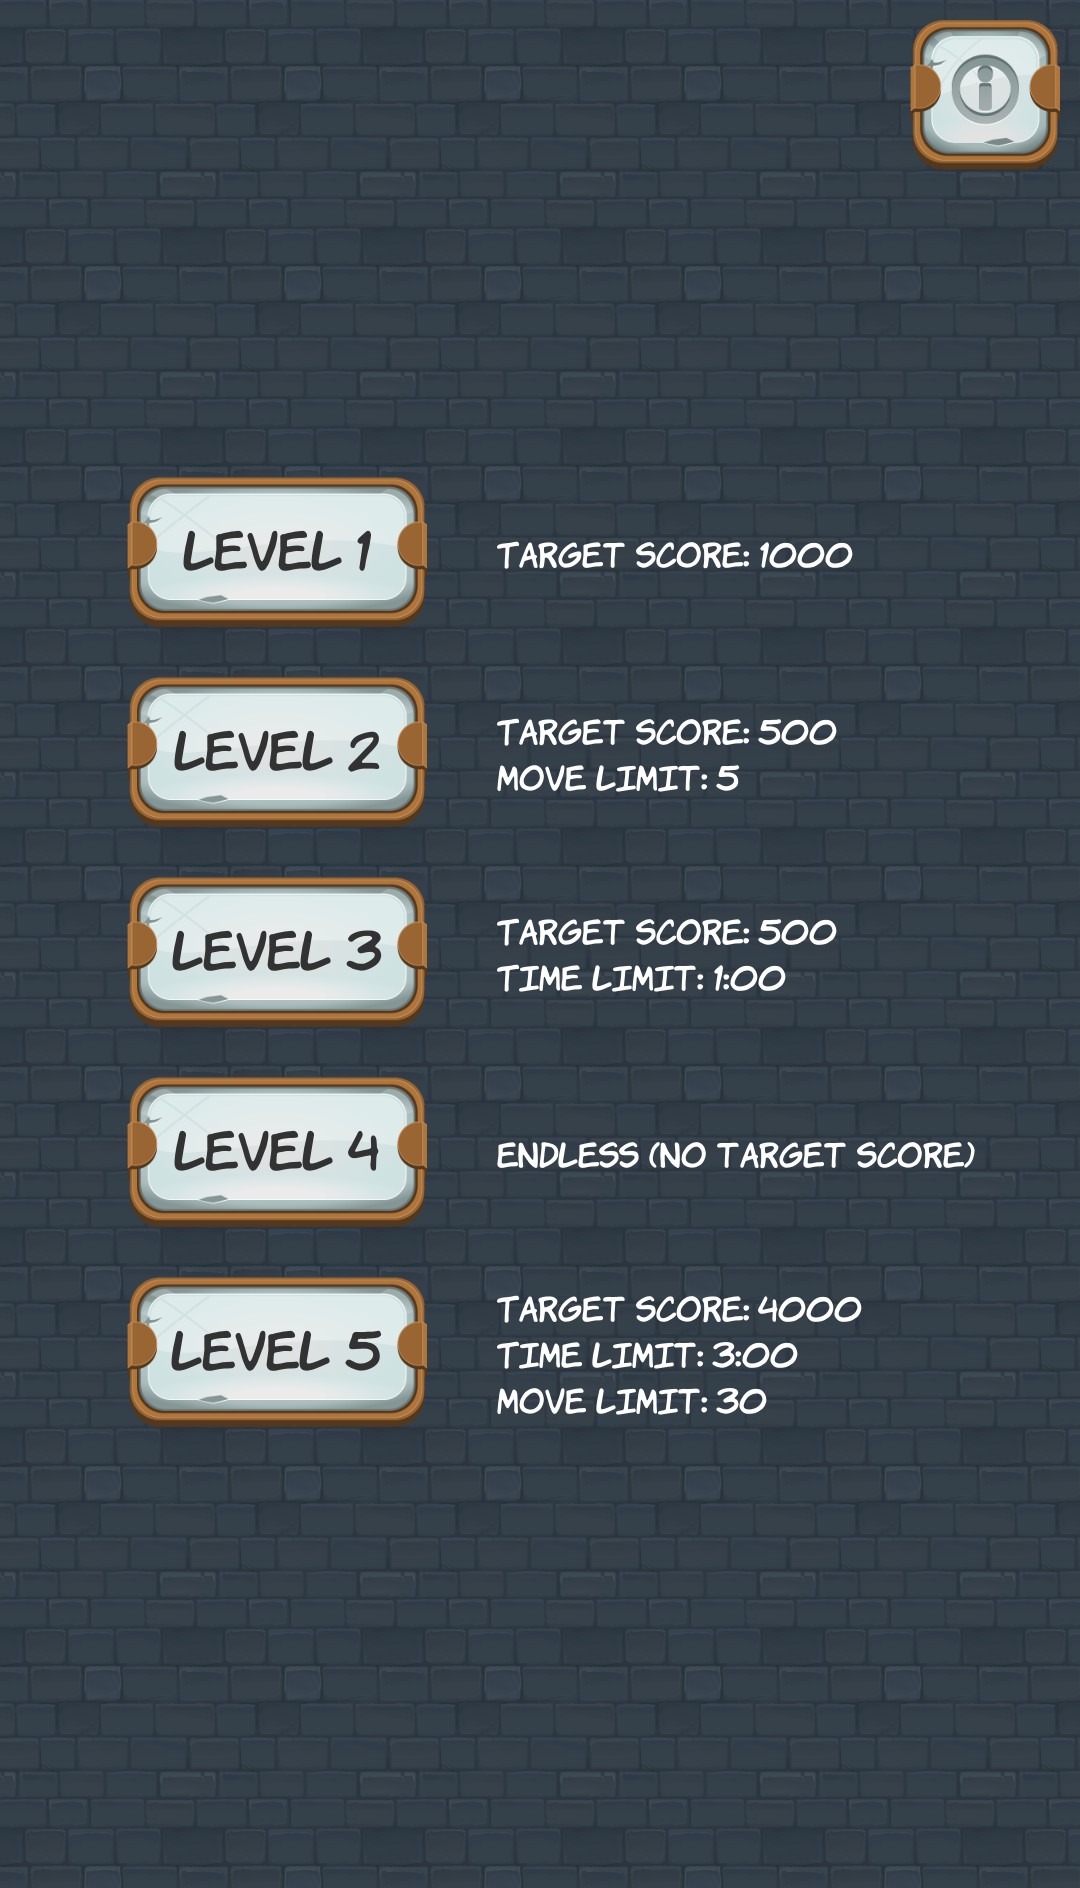 LEVEL 1
TARGET SCORE: 1000
LEVEL 2
TARGET SCORE: 500
MOVE LIMIT: 5
LEVEL 3
TARGET SCORE: 500
TIME LIMIT: 1:00
LEVEL 4
ENDLESS (NO TARGET SCORE)
LEVEL 5
TARGET SCORE: 4000
TIME LIMIT: 3:00
MOVE LIMIT: 30